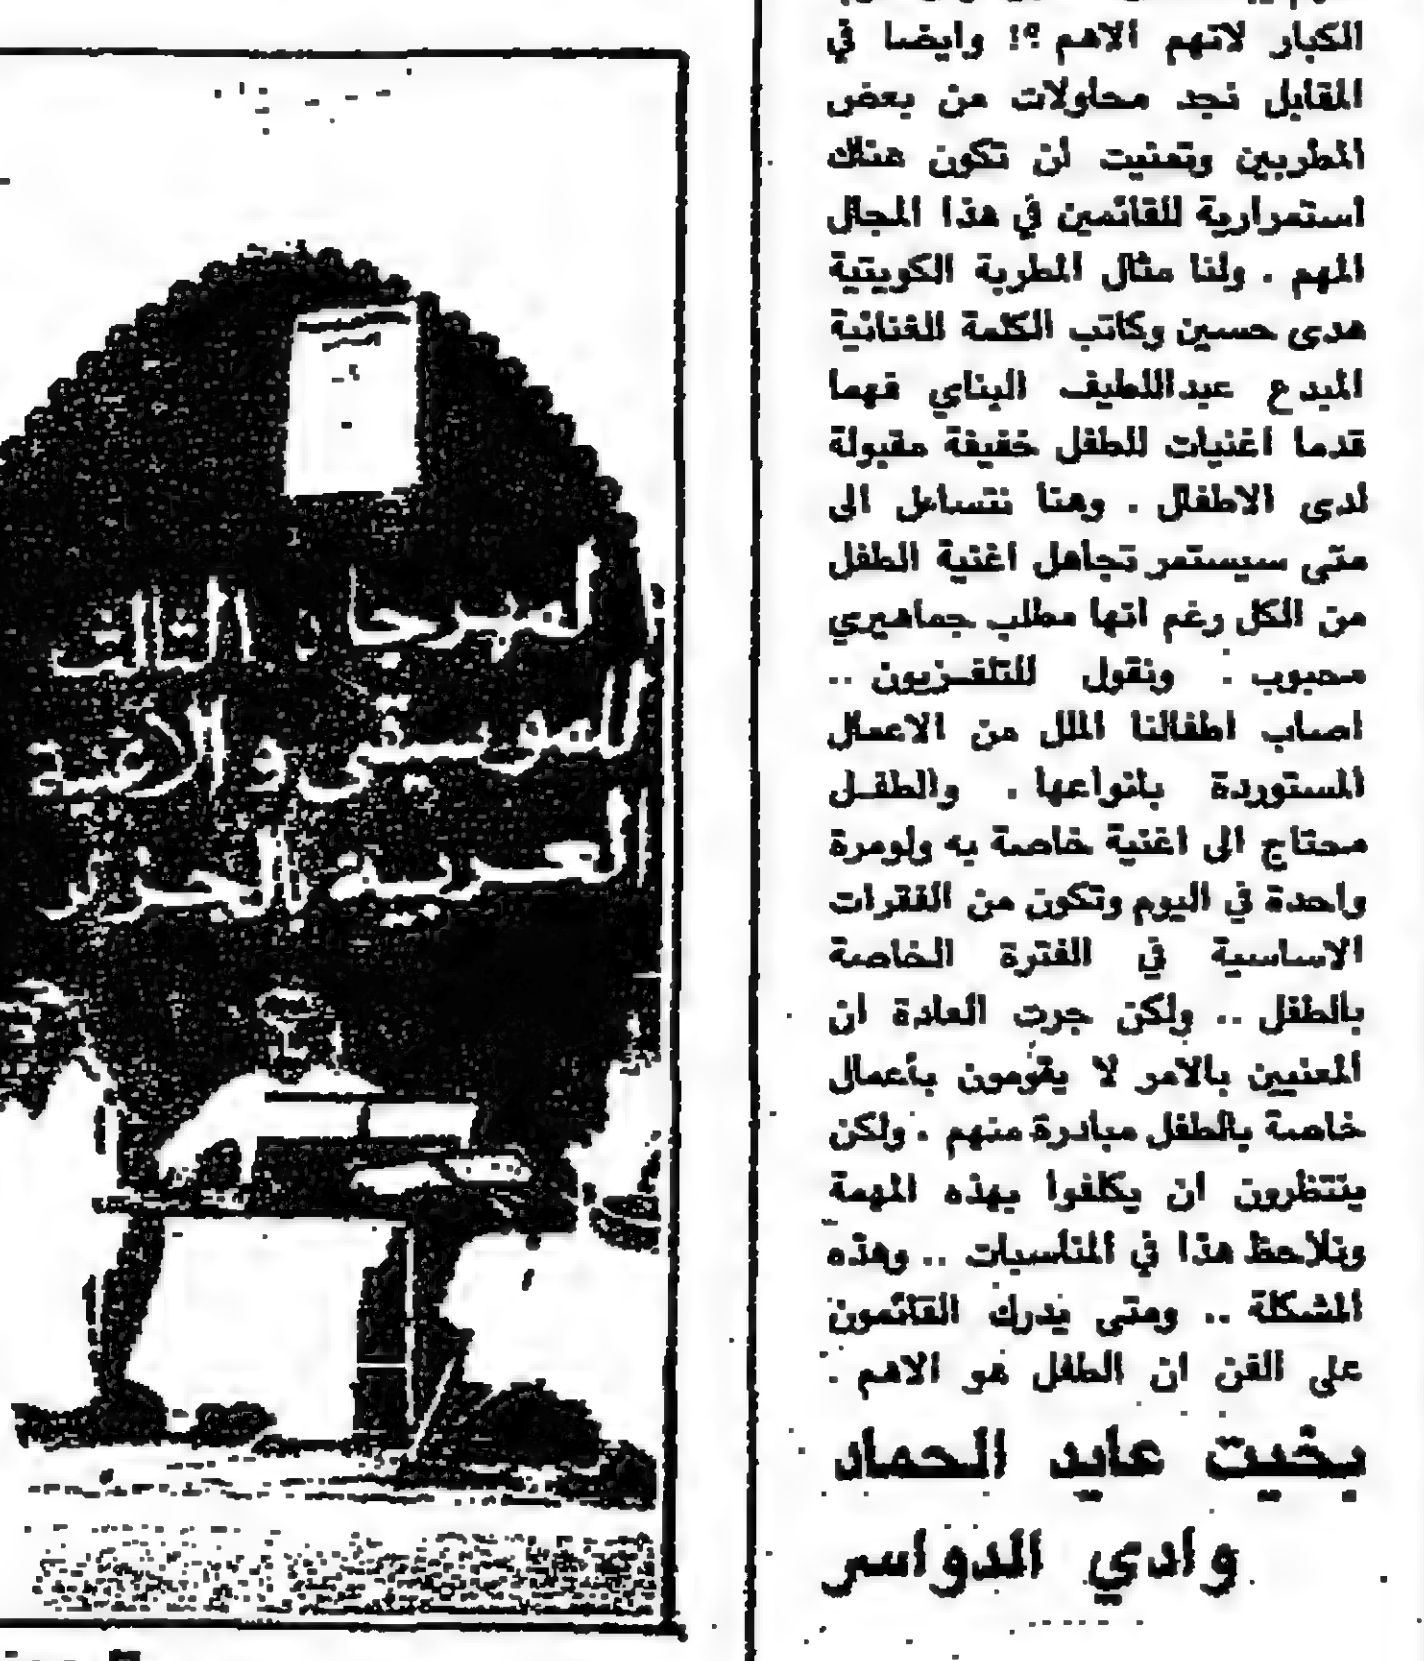 الكبار لانهم الاهم ؟! وايضا في
المقابل نجد محاولات من بعض
المطربين وتمنيت لن تكون هناك
استمرارية للقائمين في هذا المجال
المهم . ولنا مثال المطربة الكويتية
هدى حسين وكاتب الكلمة الغنائية
المبدع عبداللطيف البناي فهما
قدما اغنيات للطفل خفيفة مقبولة
لدى الاطفال . وهنا نتساءل الى
متى سيستمر تجاهل اغنية الطفل
من الكل رغم انها مطلب جماهيري
محبوب . ونقول للتلفــزيون ..
اصاب اطفالنا الملل من الاعمال
المستوردة بانواعها . والطفــل
محتاج الى اغنية خاصة به ولومرة
واحدة في اليوم وتكون من الفقرات
الاساسية في الفترة الخاصة
بالطفل .. ولكن جرت العادة ان
المعنيين بالامر لا يقومون بأعمال
خاصة بالطفل مبادرة منهم . ولكن
ينتظرون ان يكلفوا بهذه المهمة
ونلاحظ هذا في المناسبات .. وهذه
المشكلة .. ومتى يدرك القائمون
على الفن ان الطفل هو الاهم .
بخيت عايد الحماد
وادي الدواسر
لمهرجان الثالث
للموسيقى والاغنية
لعربية